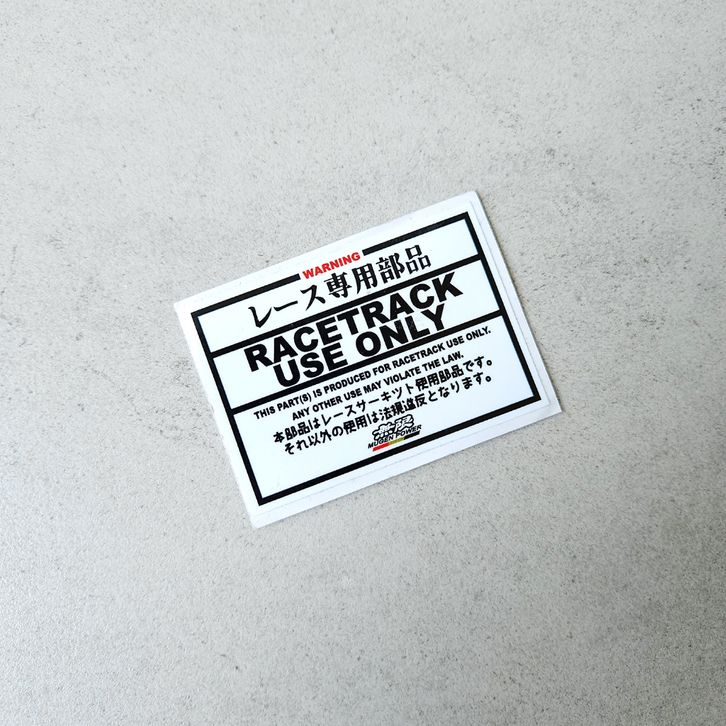 WARNING
レース専用部品
RACETRACK
USE ONLY
THIS PART(S) IS PRODUCED FOR RACETRACK USE ONLY.
ANY OTHER USE MAY VIOLATE THE LAW.
本部品はレースサーキット使用部品です。
それ以外の使用は法規違反となります。
無限
MUGEN POWER